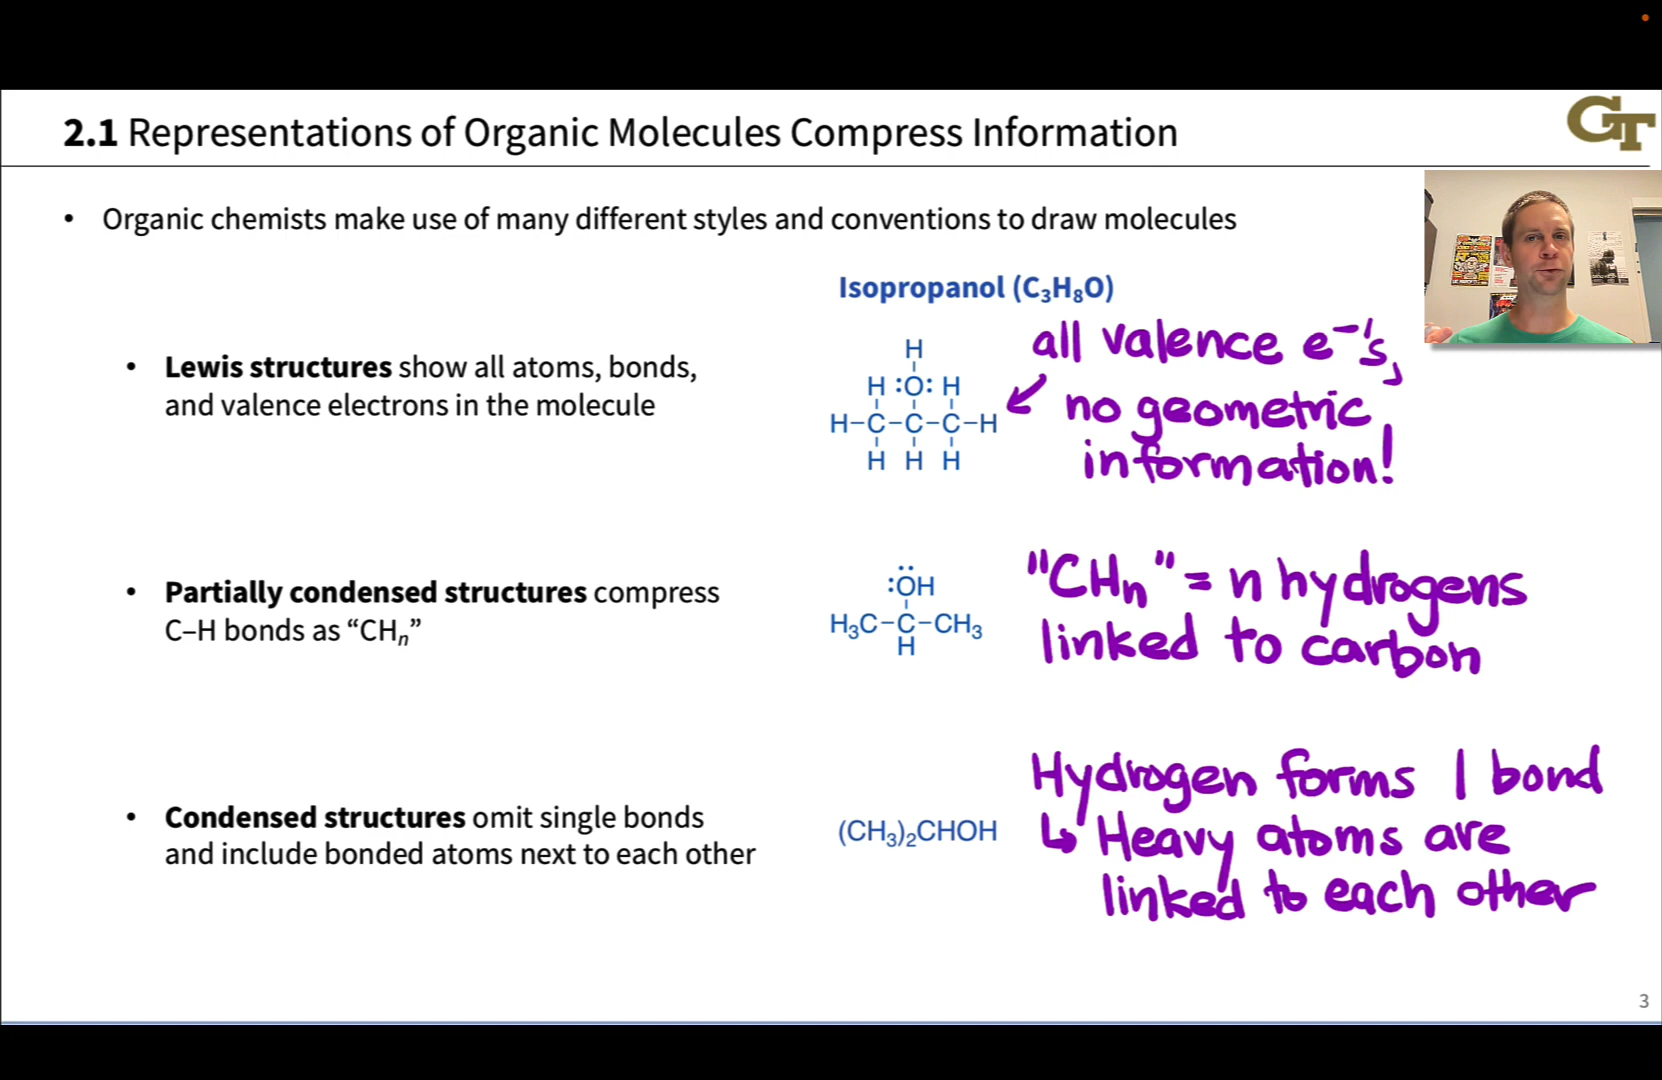 2.1 Representations of Organic Molecules Compress Information
GT
• Organic chemists make use of many different styles and conventions to draw molecules
Isopropanol (C₃H₈O)
• Lewis structures show all atoms, bonds,
and valence electrons in the molecule
H
H :O: H
H–C–C–C–H
H H H
all valence e⁻'s,
no geometric
information!
• Partially condensed structures compress
C–H bonds as “CHₙ”
:ÖH
H₃C–C–CH₃
H
"CHₙ" = n hydrogens
linked to carbon
• Condensed structures omit single bonds
and include bonded atoms next to each other
(CH₃)₂CHOH
Hydrogen forms 1 bond
↳ Heavy atoms are
linked to each other
3